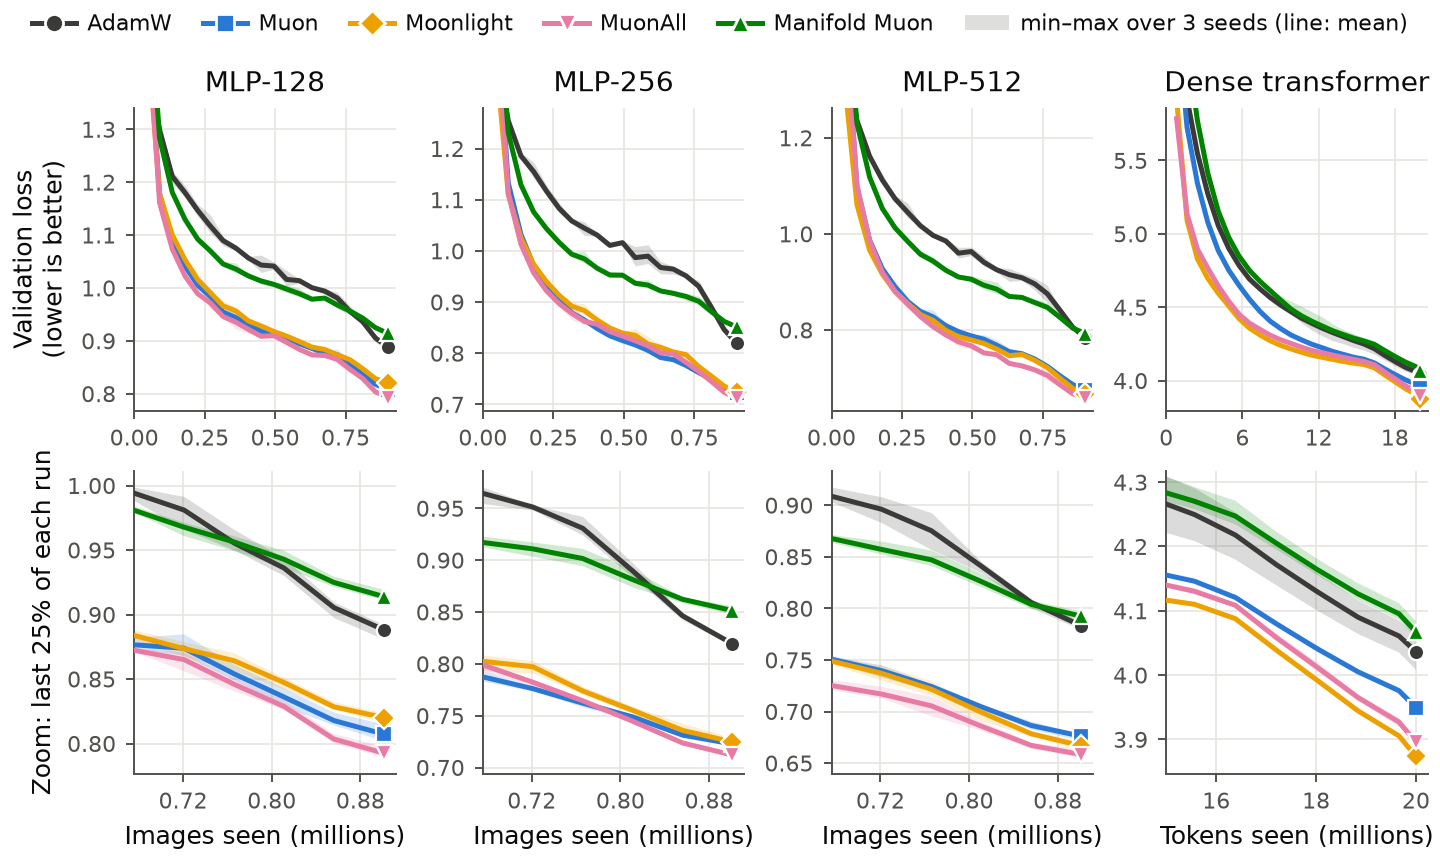 AdamW Muon Moonlight MuonAll Manifold Muon min–max over 3 seeds (line: mean)
MLP-128 MLP-256 MLP-512 Dense transformer
Validation loss
(lower is better)
1.3
1.2
1.1
1.0
0.9
0.8
0.00 0.25 0.50 0.75
1.2
1.1
1.0
0.9
0.8
0.7
0.00 0.25 0.50 0.75
1.2
1.0
0.8
0.00 0.25 0.50 0.75
5.5
5.0
4.5
4.0
0 6 12 18
Zoom: last 25% of each run
1.00
0.95
0.90
0.85
0.80
0.72 0.80 0.88
Images seen (millions)
0.95
0.90
0.85
0.80
0.75
0.70
0.72 0.80 0.88
Images seen (millions)
0.90
0.85
0.80
0.75
0.70
0.65
0.72 0.80 0.88
Images seen (millions)
4.3
4.2
4.1
4.0
3.9
16 18 20
Tokens seen (millions)